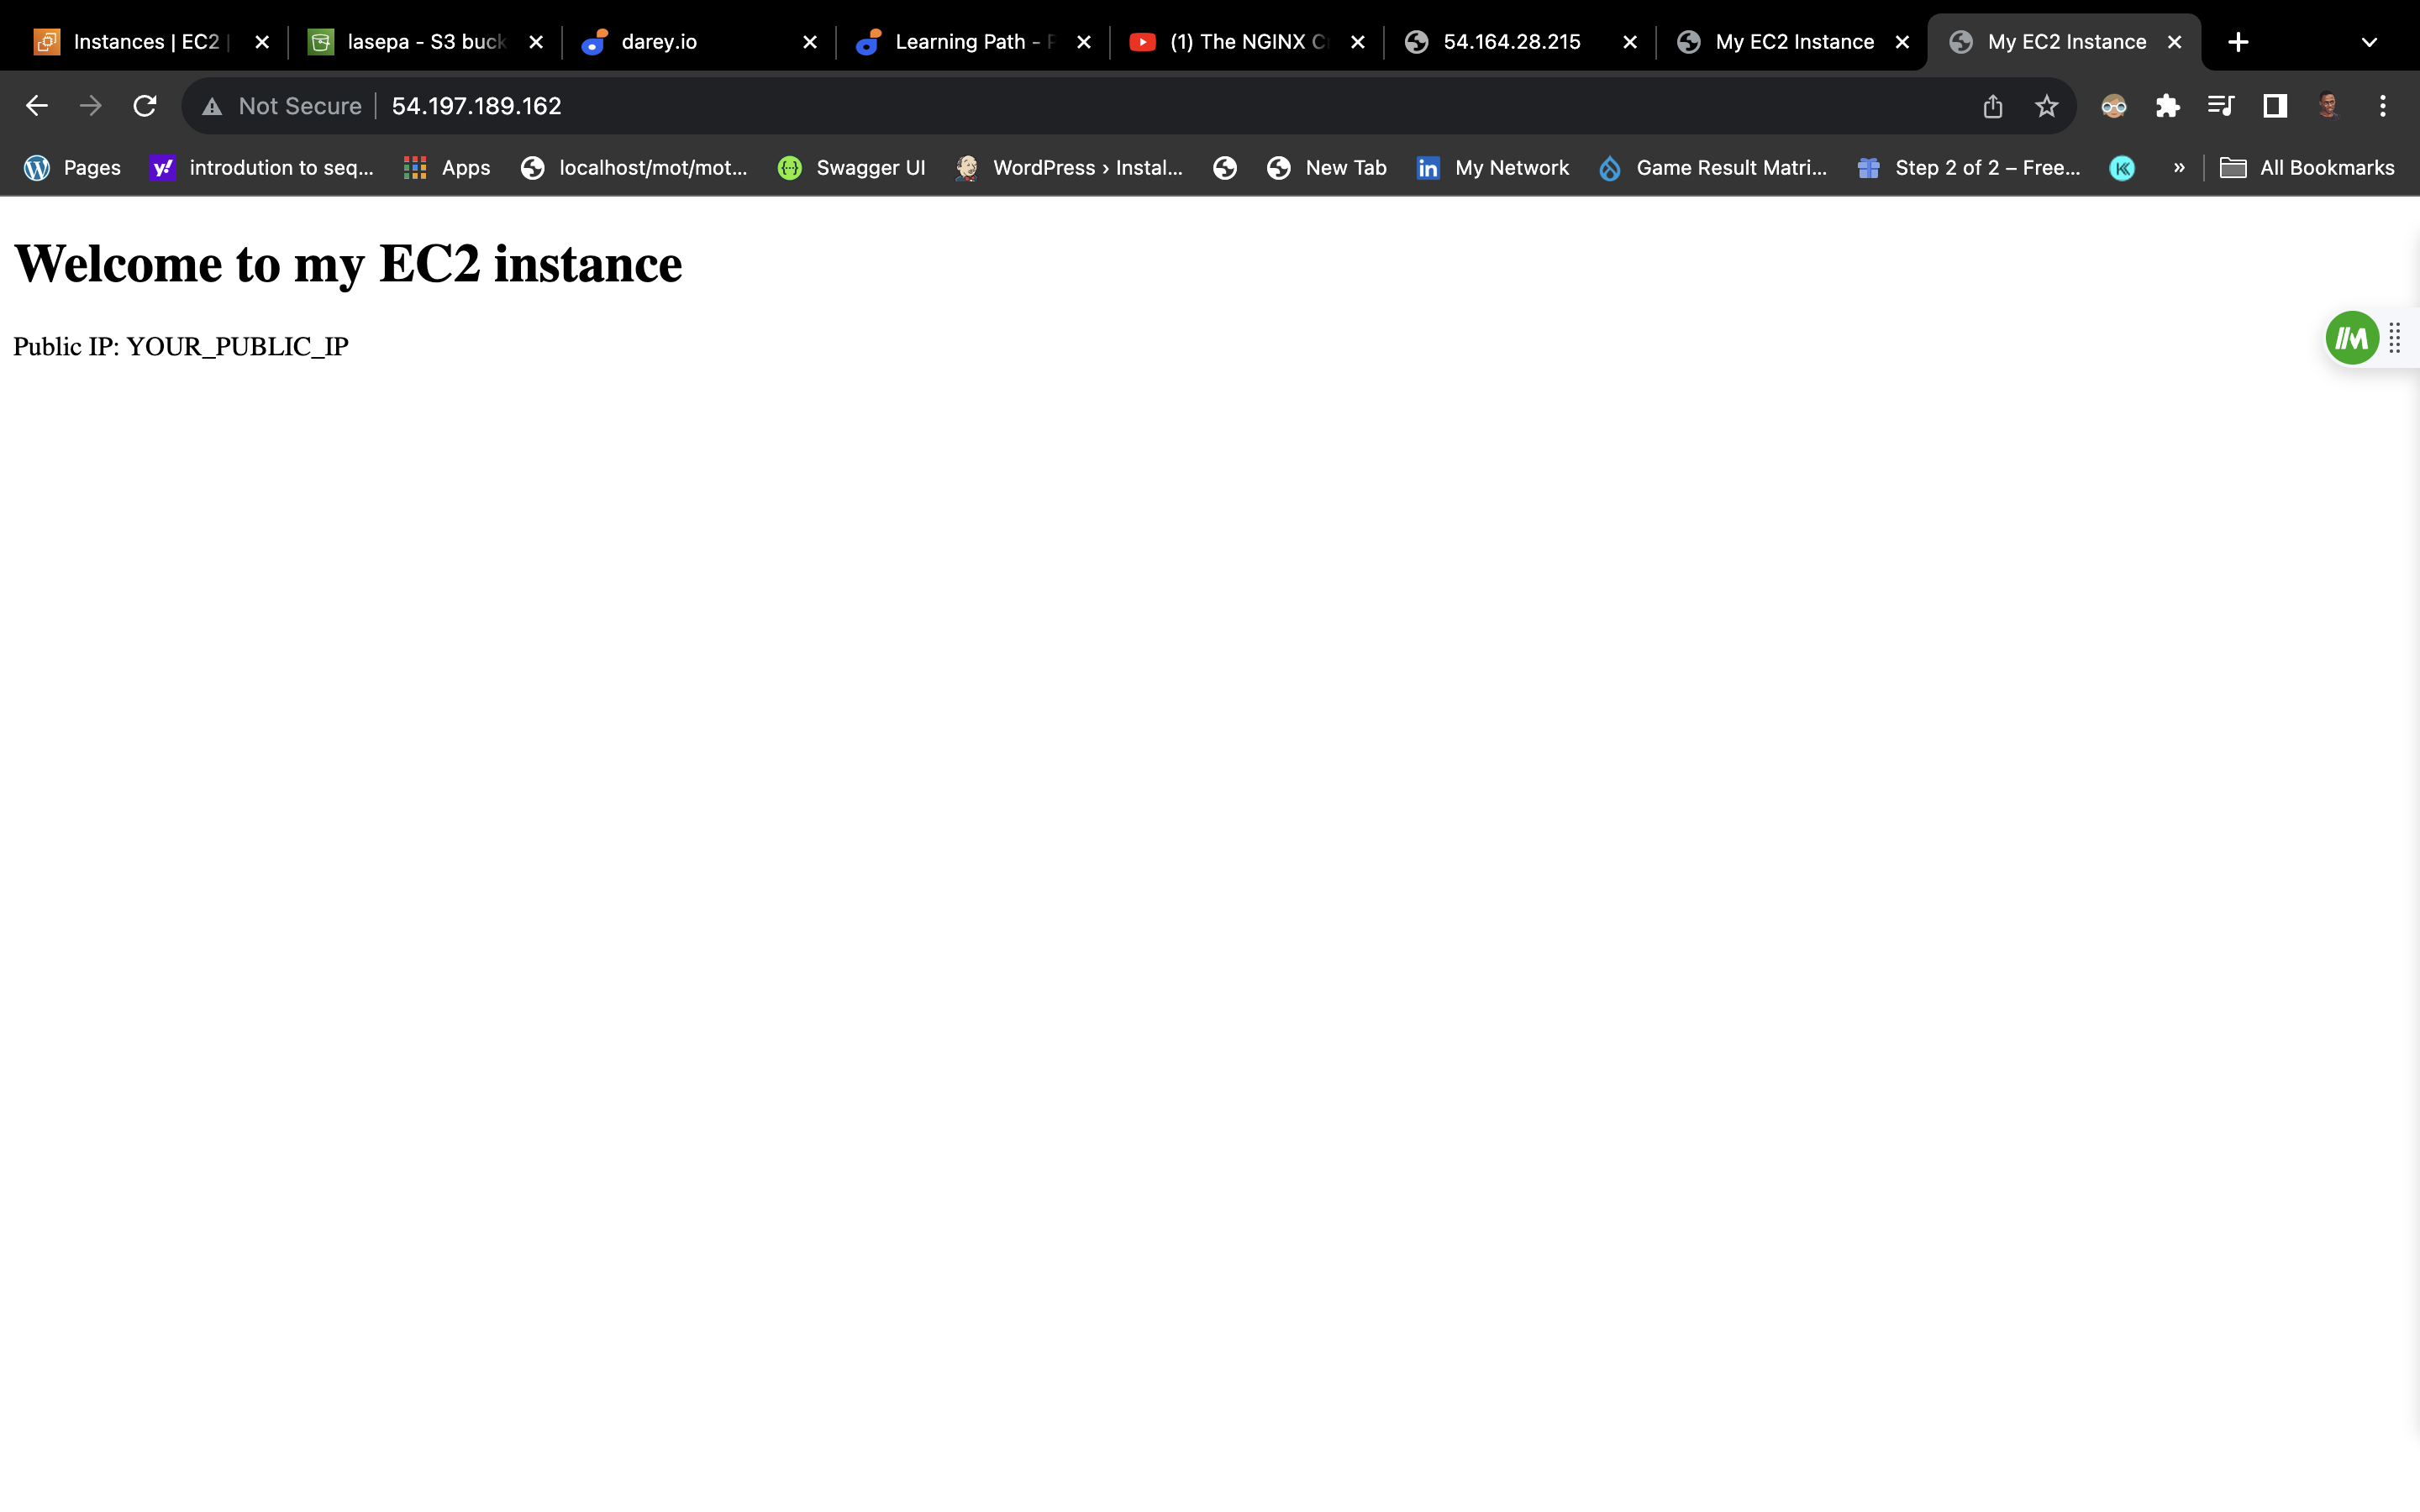 Instances | EC2 |
lasepa - S3 buck
darey.io
Learning Path -
(1) The NGINX C
54.164.28.215
My EC2 Instance
My EC2 Instance
Not Secure
54.197.189.162
Pages
introdution to seq...
Apps
localhost/mot/mot...
Swagger UI
WordPress › Instal...
New Tab
My Network
Game Result Matri...
Step 2 of 2 – Free...
»
All Bookmarks
Welcome to my EC2 instance
Public IP: YOUR_PUBLIC_IP